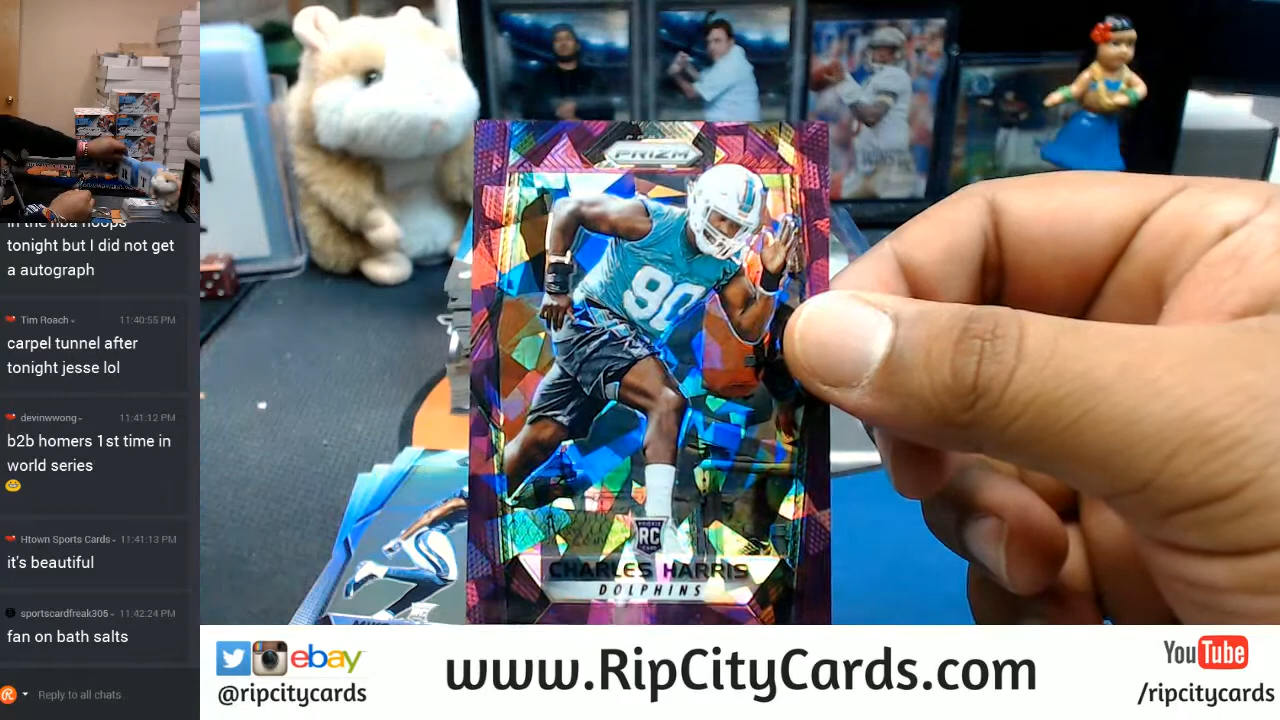 in the nba hoops
tonight but I did not get
a autograph
Tim Roach
11:40:55 PM
carpel tunnel after
tonight jesse lol
devinwwong
11:41:12 PM
b2b homers 1st time in
world series
Htown Sports Cards
11:41:13 PM
it's beautiful
sportscardfreak305
11:42:24 PM
fan on bath salts
Reply to all chats
PRIZM
90
ROOKIE
RC
CARD
CHARLES HARRIS
DOLPHINS
ebay
@ripcitycards
www.RipCityCards.com
YouTube
/ripcitycards